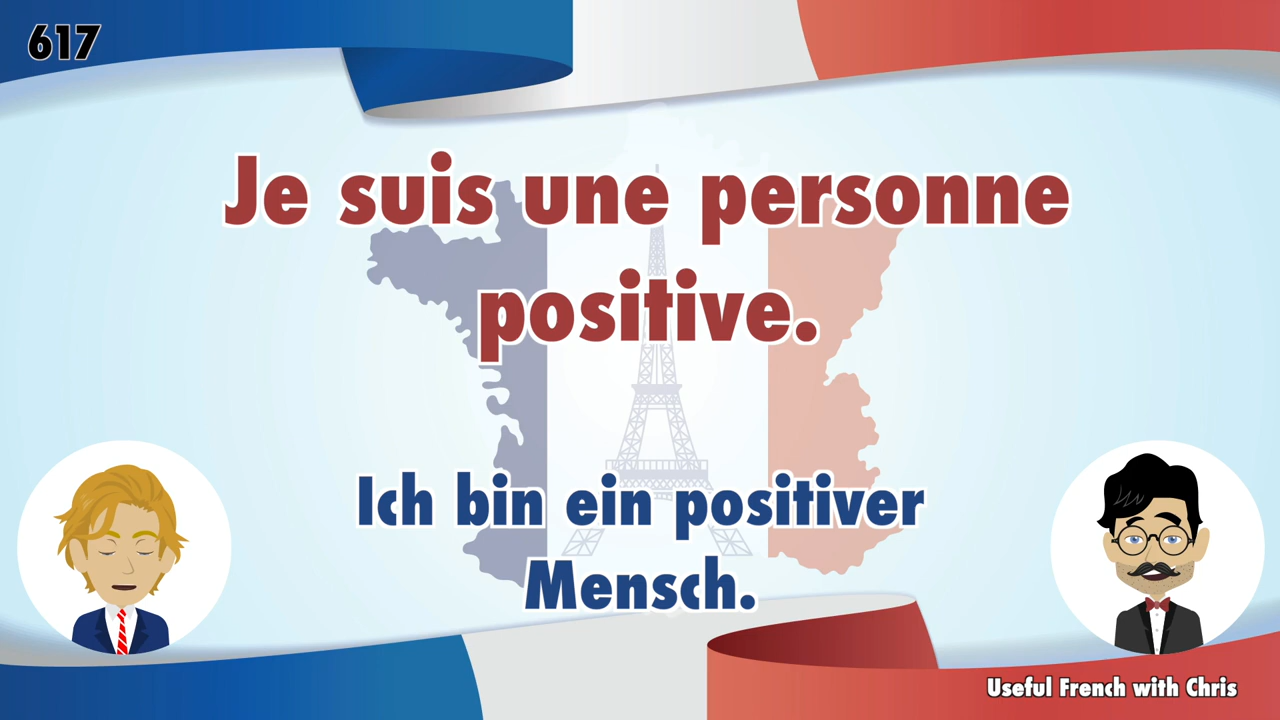 617
Je suis une personne
positive.
Ich bin ein positiver
Mensch.
Useful French with Chris